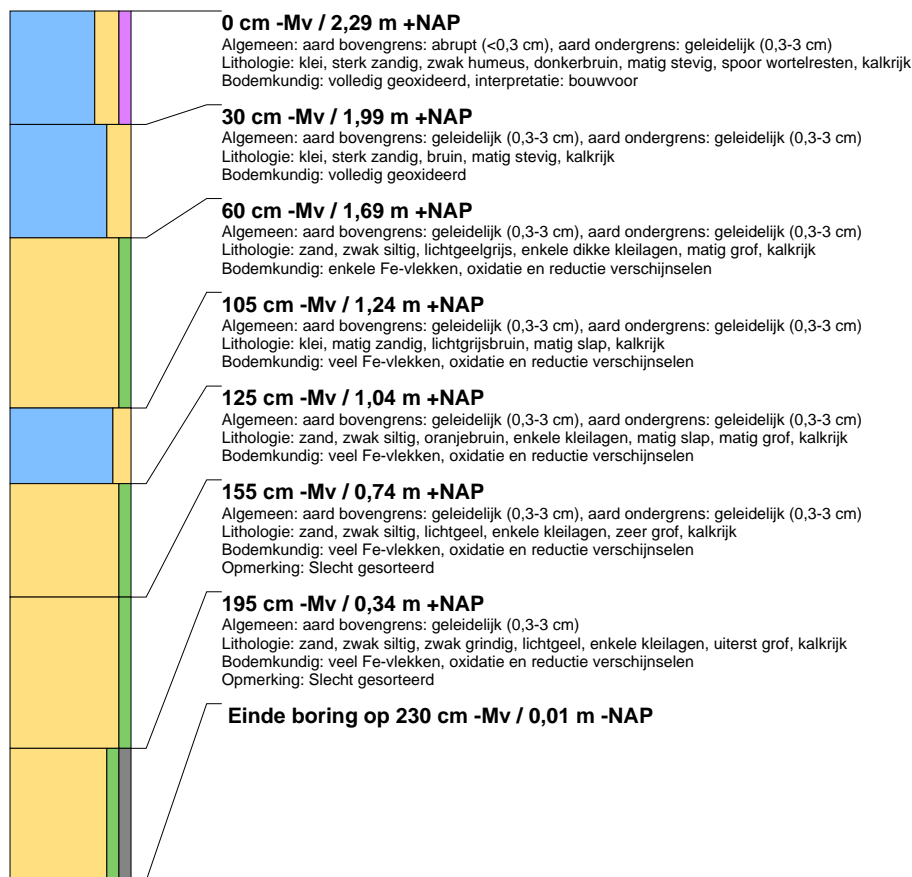 0 cm -Mv / 2,29 m +NAP
Algemeen: aard bovengrens: abrupt (<0,3 cm), aard ondergrens: geleidelijk (0,3-3 cm)
Lithologie: klei, sterk zandig, zwak humeus, donkerbruin, matig stevig, spoor wortelresten, kalkrijk
Bodemkundig: volledig geoxideerd, interpretatie: bouwvoor
30 cm -Mv / 1,99 m +NAP
Algemeen: aard bovengrens: geleidelijk (0,3-3 cm), aard ondergrens: geleidelijk (0,3-3 cm)
Lithologie: klei, sterk zandig, bruin, matig stevig, kalkrijk
Bodemkundig: volledig geoxideerd
60 cm -Mv / 1,69 m +NAP
Algemeen: aard bovengrens: geleidelijk (0,3-3 cm), aard ondergrens: geleidelijk (0,3-3 cm)
Lithologie: zand, zwak siltig, lichtgeelgrijs, enkele dikke kleilagen, matig grof, kalkrijk
Bodemkundig: enkele Fe-vlekken, oxidatie en reductie verschijnselen
105 cm -Mv / 1,24 m +NAP
Algemeen: aard bovengrens: geleidelijk (0,3-3 cm), aard ondergrens: geleidelijk (0,3-3 cm)
Lithologie: klei, matig zandig, lichtgrijsbruin, matig slap, kalkrijk
Bodemkundig: veel Fe-vlekken, oxidatie en reductie verschijnselen
125 cm -Mv / 1,04 m +NAP
Algemeen: aard bovengrens: geleidelijk (0,3-3 cm), aard ondergrens: geleidelijk (0,3-3 cm)
Lithologie: zand, zwak siltig, oranjebruin, enkele kleilagen, matig slap, matig grof, kalkrijk
Bodemkundig: veel Fe-vlekken, oxidatie en reductie verschijnselen
155 cm -Mv / 0,74 m +NAP
Algemeen: aard bovengrens: geleidelijk (0,3-3 cm), aard ondergrens: geleidelijk (0,3-3 cm)
Lithologie: zand, zwak siltig, lichtgeel, enkele kleilagen, zeer grof, kalkrijk
Bodemkundig: veel Fe-vlekken, oxidatie en reductie verschijnselen
Opmerking: Slecht gesorteerd
195 cm -Mv / 0,34 m +NAP
Algemeen: aard bovengrens: geleidelijk (0,3-3 cm)
Lithologie: zand, zwak siltig, zwak grindig, lichtgeel, enkele kleilagen, uiterst grof, kalkrijk
Bodemkundig: veel Fe-vlekken, oxidatie en reductie verschijnselen
Opmerking: Slecht gesorteerd
Einde boring op 230 cm -Mv / 0,01 m -NAP